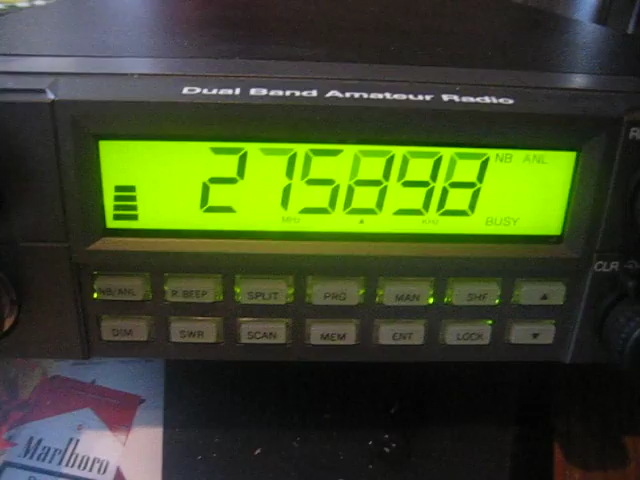 Dual Band Amateur Radio
275898
NB ANL
MHz ▲ KHz BUSY
CLR
NB/ANL R.BEEP SPLIT PRG MAN SHF ▲
DIM SWR SCAN MEM ENT LOCK ▼
Marlboro